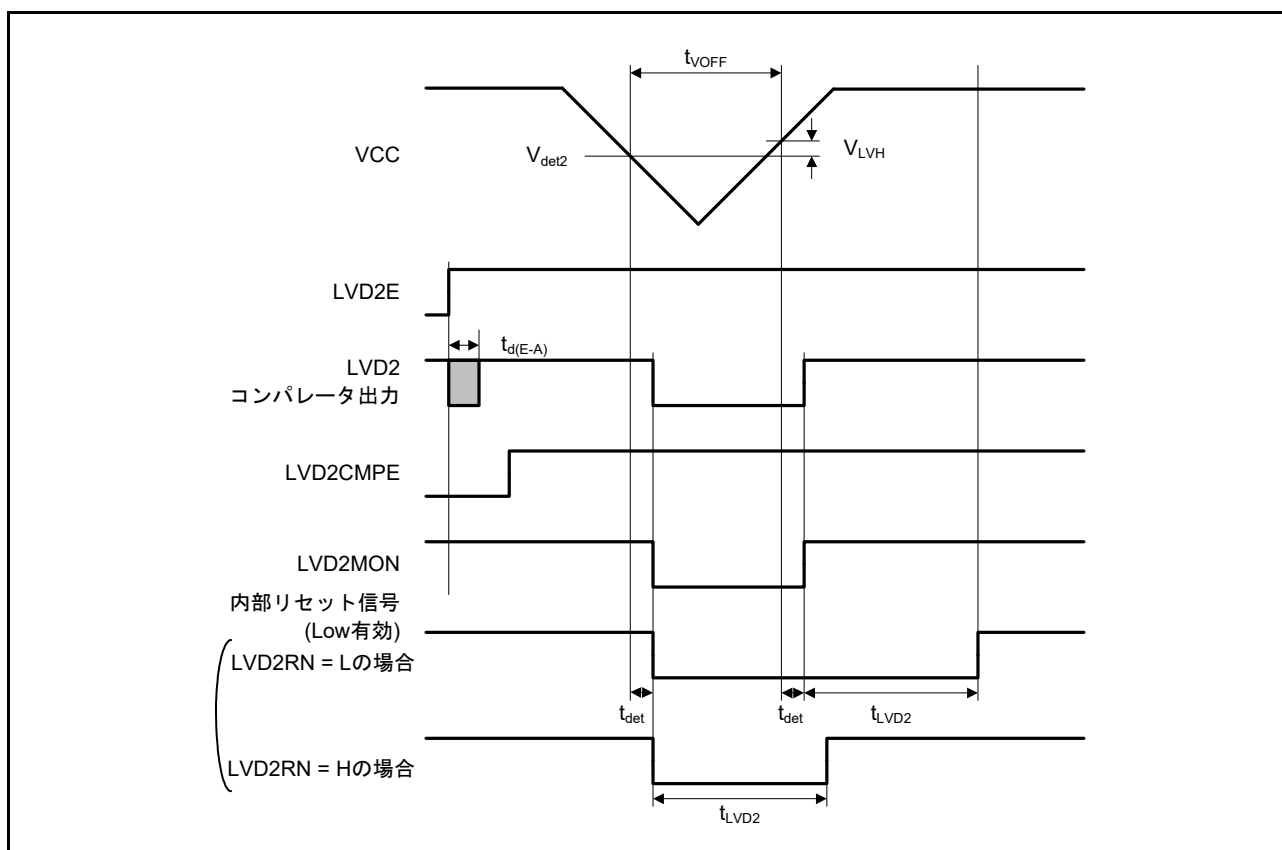 tVOFF
VCC
Vdet2
VLVH
LVD2E
td(E-A)
LVD2
コンパレータ出力
LVD2CMPE
LVD2MON
内部リセット信号
(Low有効)
LVD2RN = Lの場合
tdet
tdet
tLVD2
LVD2RN = Hの場合
tLVD2